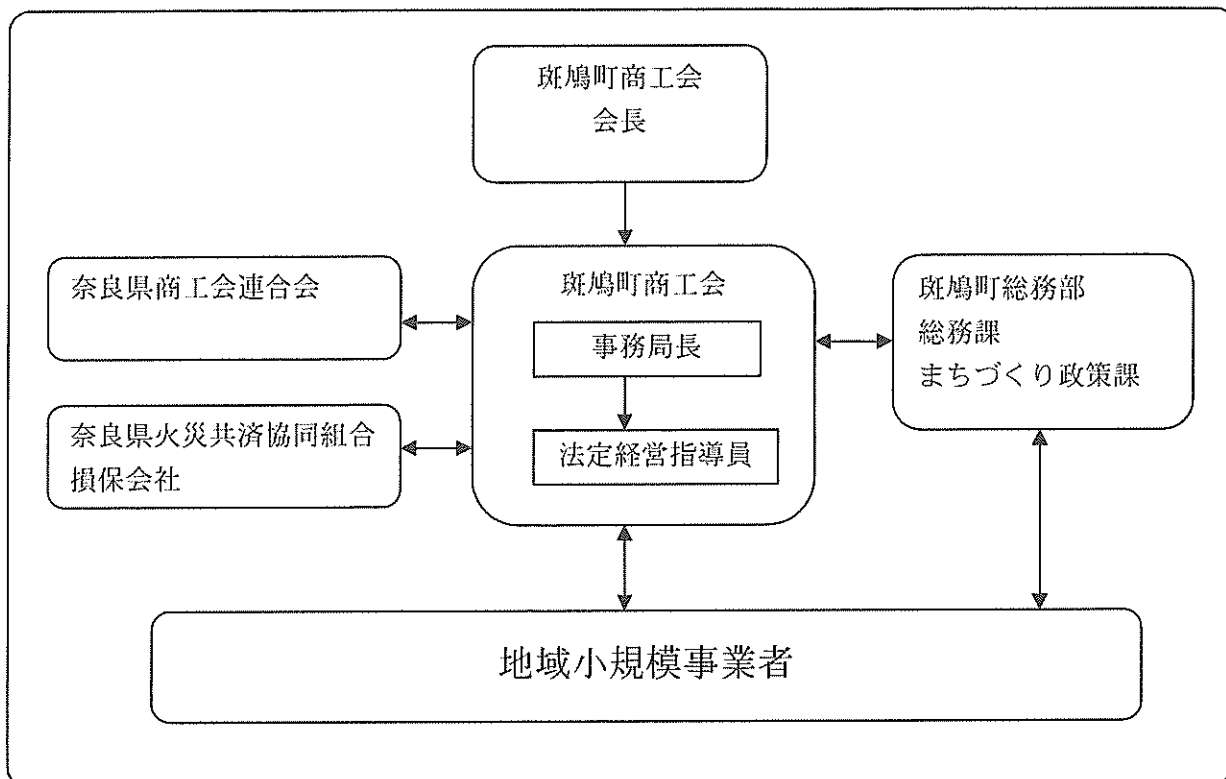 斑鳩町商工会
会長
奈良県商工会連合会
奈良県火災共済協同組合
損保会社
斑鳩町商工会
事務局長
法定経営指導員
斑鳩町総務部
総務課
まちづくり政策課
地域小規模事業者